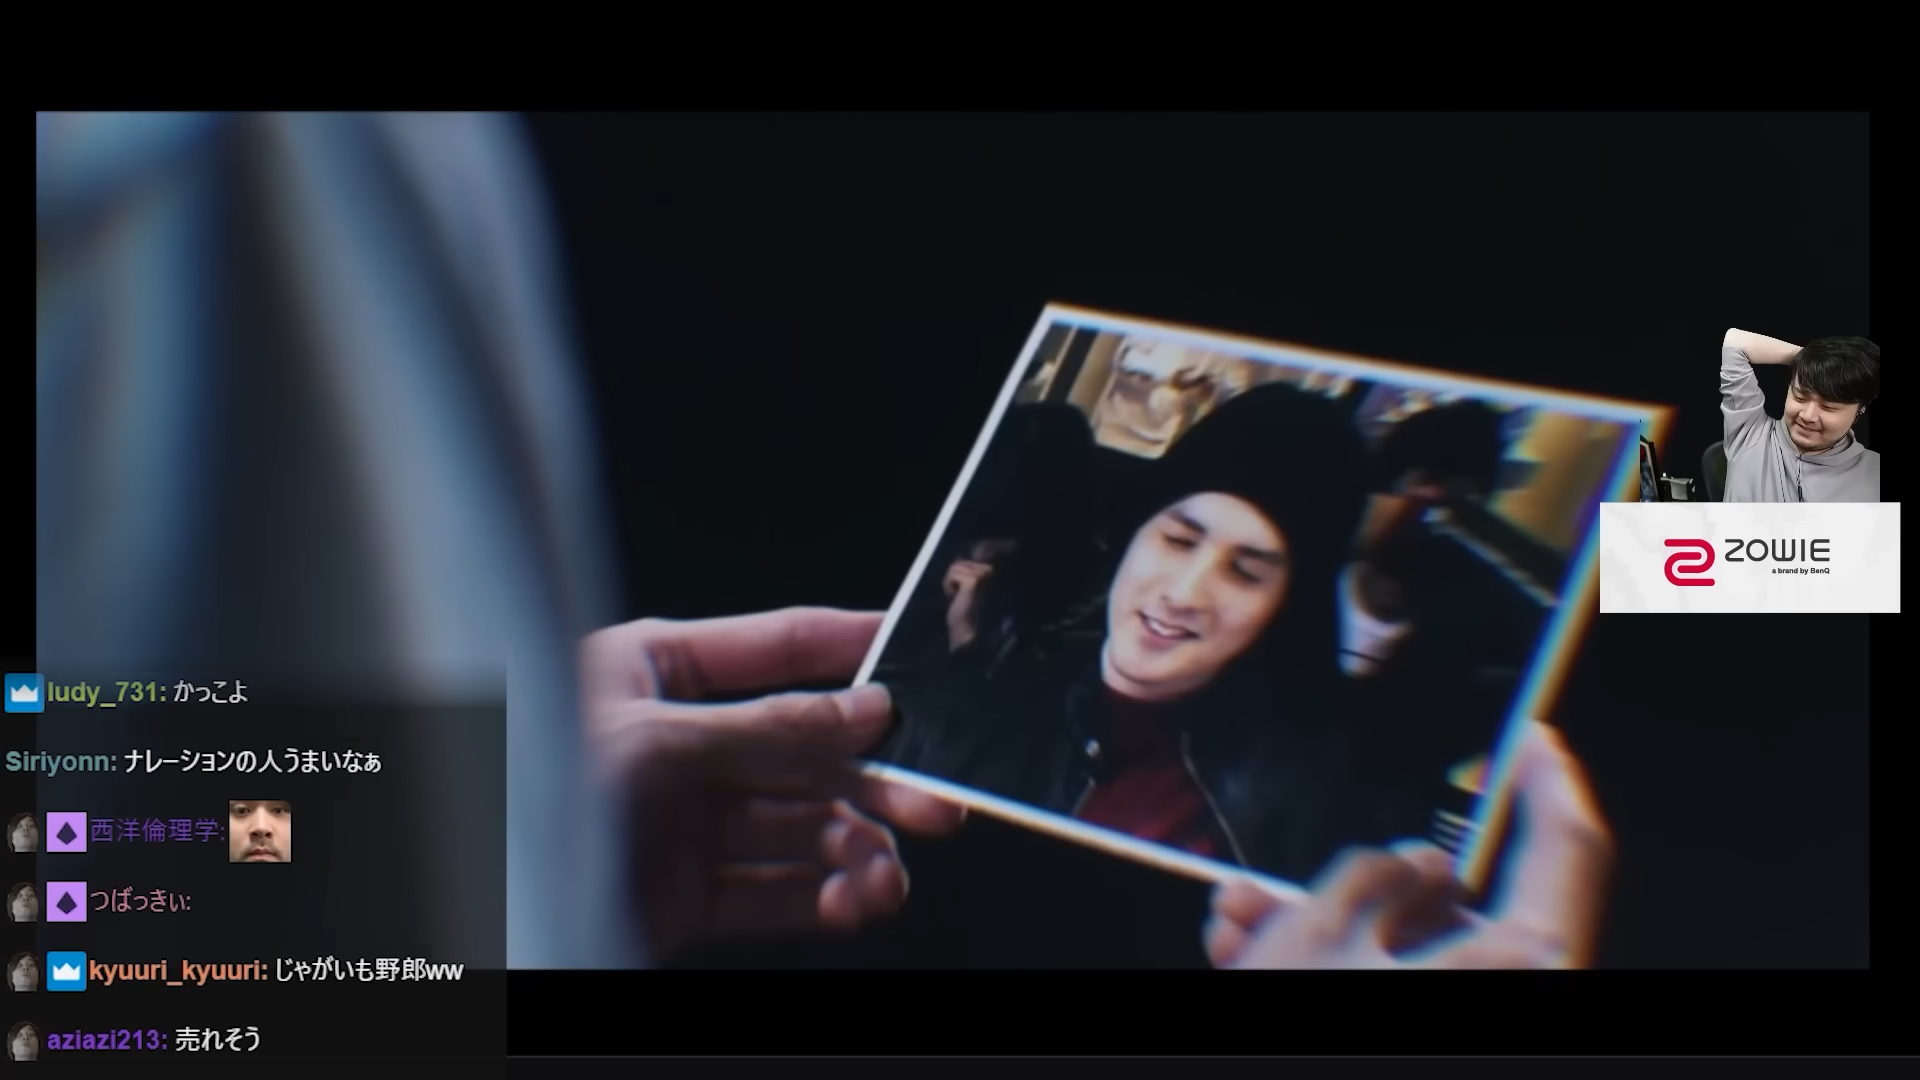 ludy_731: かっこよ
Siriyonn: ナレーションの人うまいなぁ
西洋倫理学:
つばっきぃ:
kyuuri_kyuuri: じゃがいも野郎ww
aziazi213: 売れそう
ZOWIE
a brand by BenQ